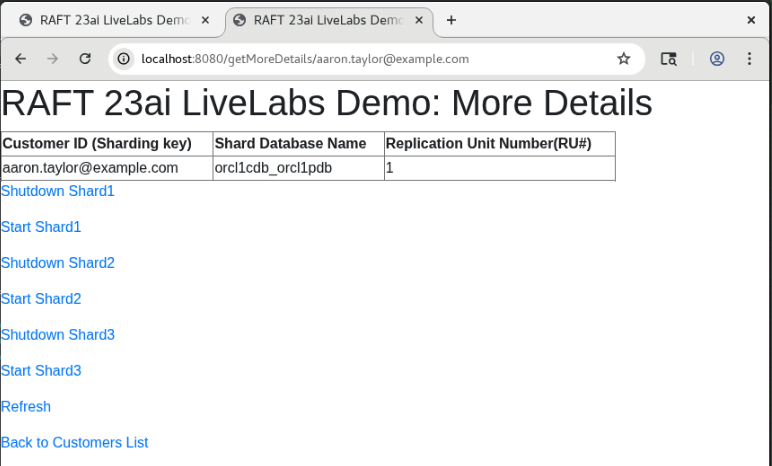 RAFT 23ai LiveLabs Demo
RAFT 23ai LiveLabs Demo
localhost:8080/getMoreDetails/aaron.taylor@example.com
RAFT 23ai LiveLabs Demo: More Details
Customer ID (Sharding key) Shard Database Name Replication Unit Number(RU#)
aaron.taylor@example.com orcl1cdb_orcl1pdb 1
Shutdown Shard1
Start Shard1
Shutdown Shard2
Start Shard2
Shutdown Shard3
Start Shard3
Refresh
Back to Customers List